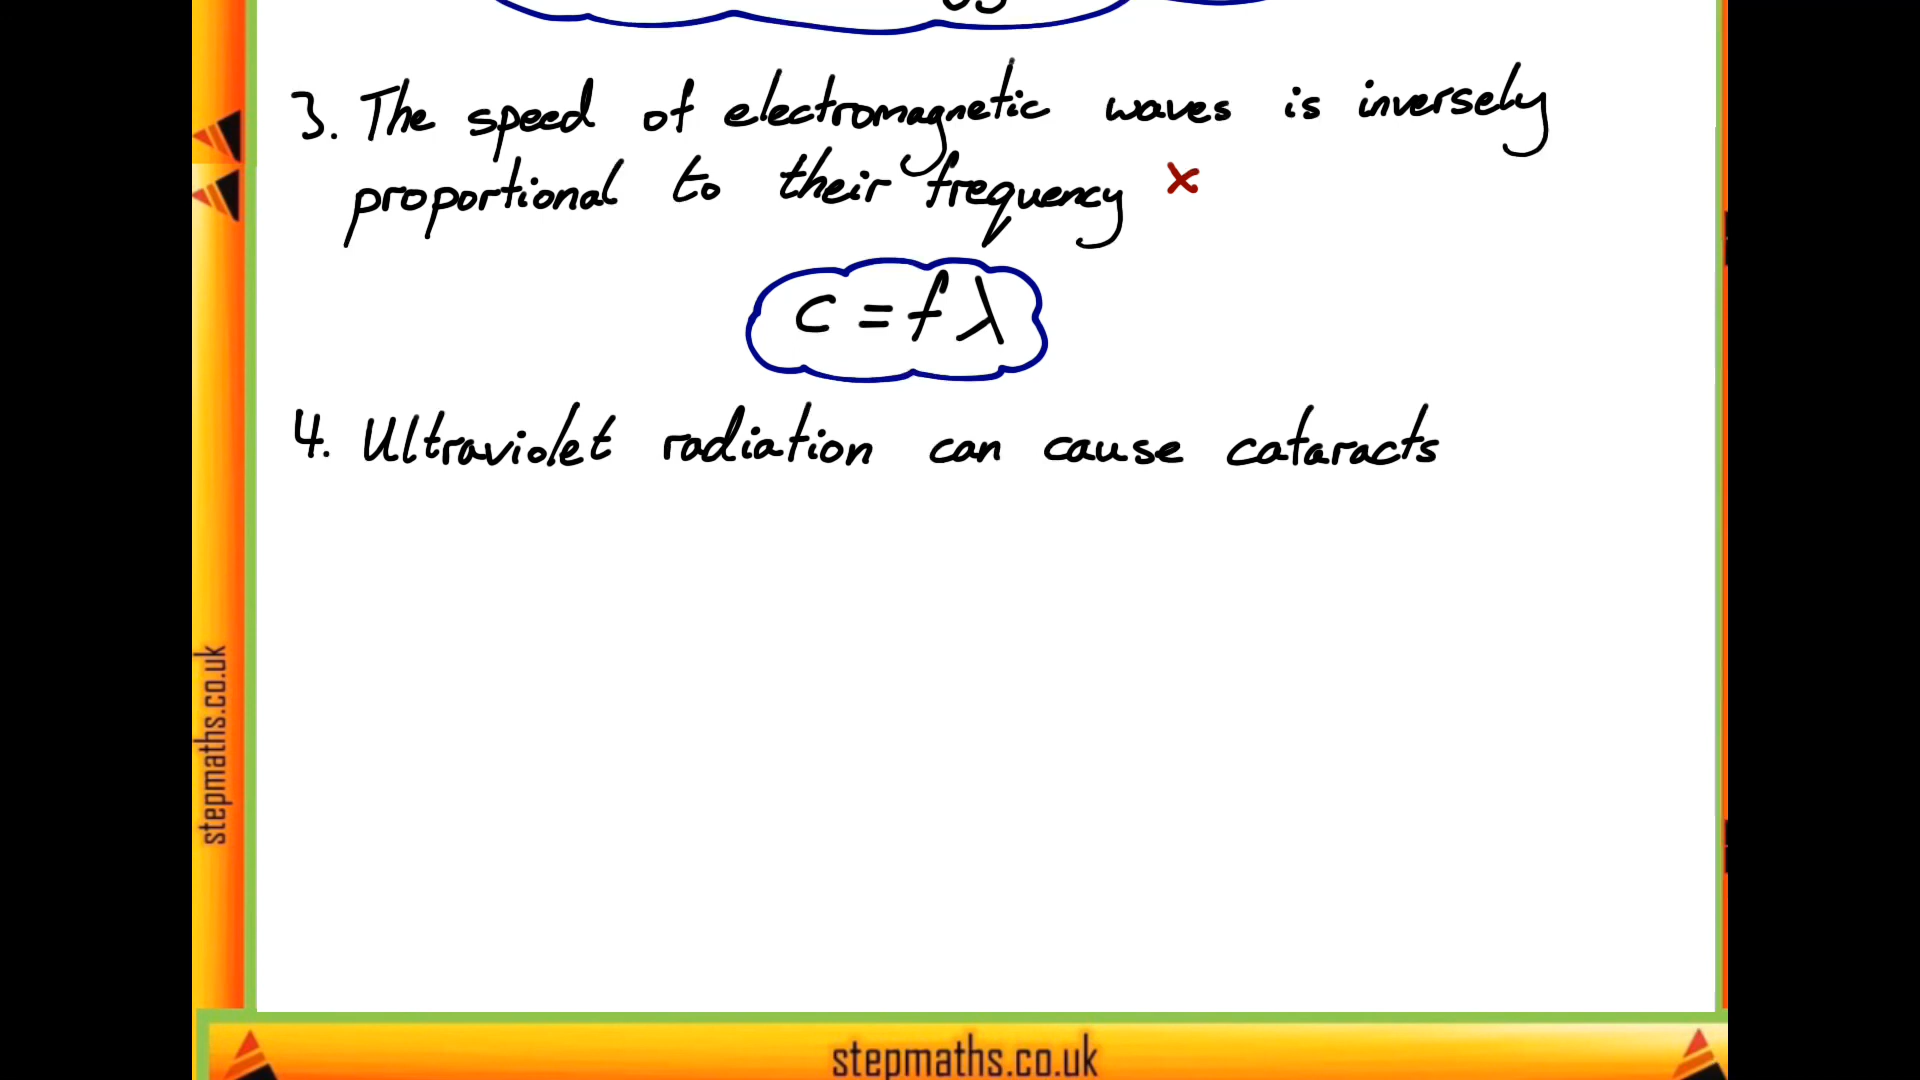 3. The speed of electromagnetic waves is inversely
proportional to their frequency ×
c = fλ
4. Ultraviolet radiation can cause cataracts
stepmaths.co.uk
stepmaths.co.uk